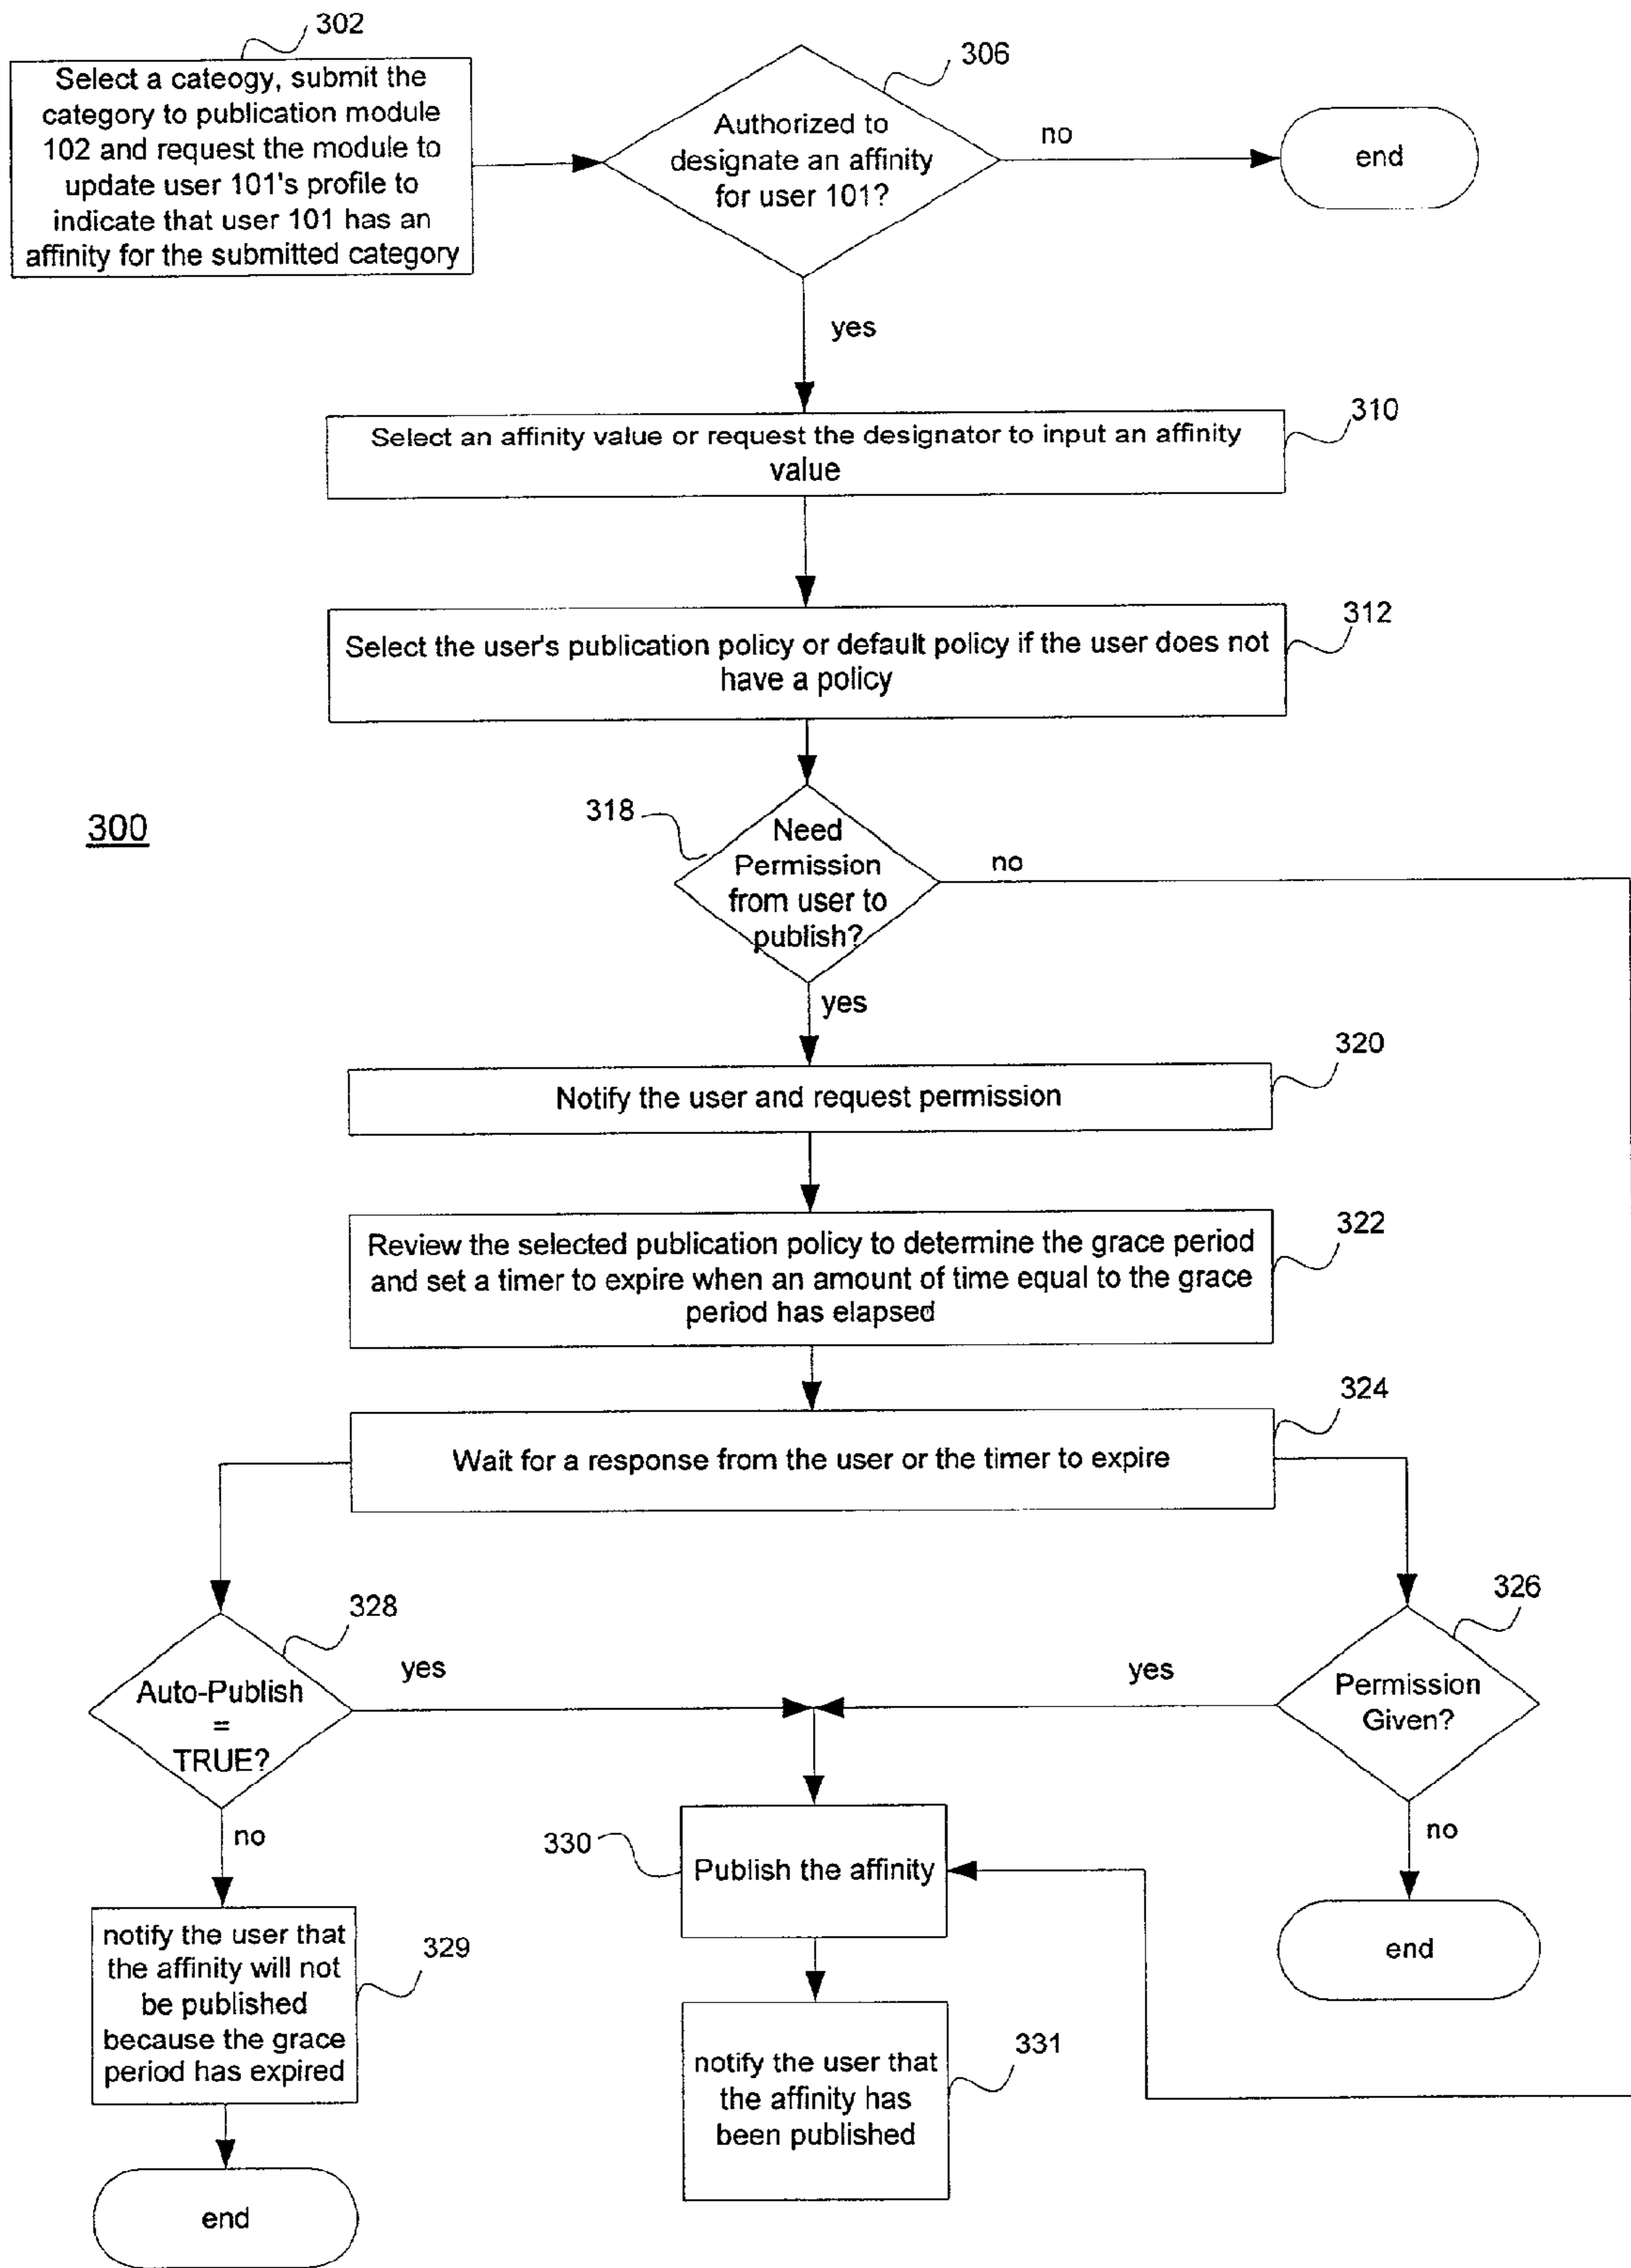 302
Select a cateogy, submit the
category to publication module
102 and request the module to
update user 101's profile to
indicate that user 101 has an
affinity for the submitted category
306
Authorized to
designate an affinity
for user 101?
no
end
yes
310
Select an affinity value or request the designator to input an affinity
value
312
Select the user's publication policy or default policy if the user does not
have a policy
300
318
Need
Permission
from user to
publish?
no
yes
320
Notify the user and request permission
322
Review the selected publication policy to determine the grace period
and set a timer to expire when an amount of time equal to the grace
period has elapsed
324
Wait for a response from the user or the timer to expire
328
Auto-Publish
=
TRUE?
yes
yes
326
Permission
Given?
no
no
330
Publish the affinity
end
notify the user that
the affinity will not
be published
because the grace
period has expired
329
331
notify the user that
the affinity has
been published
end